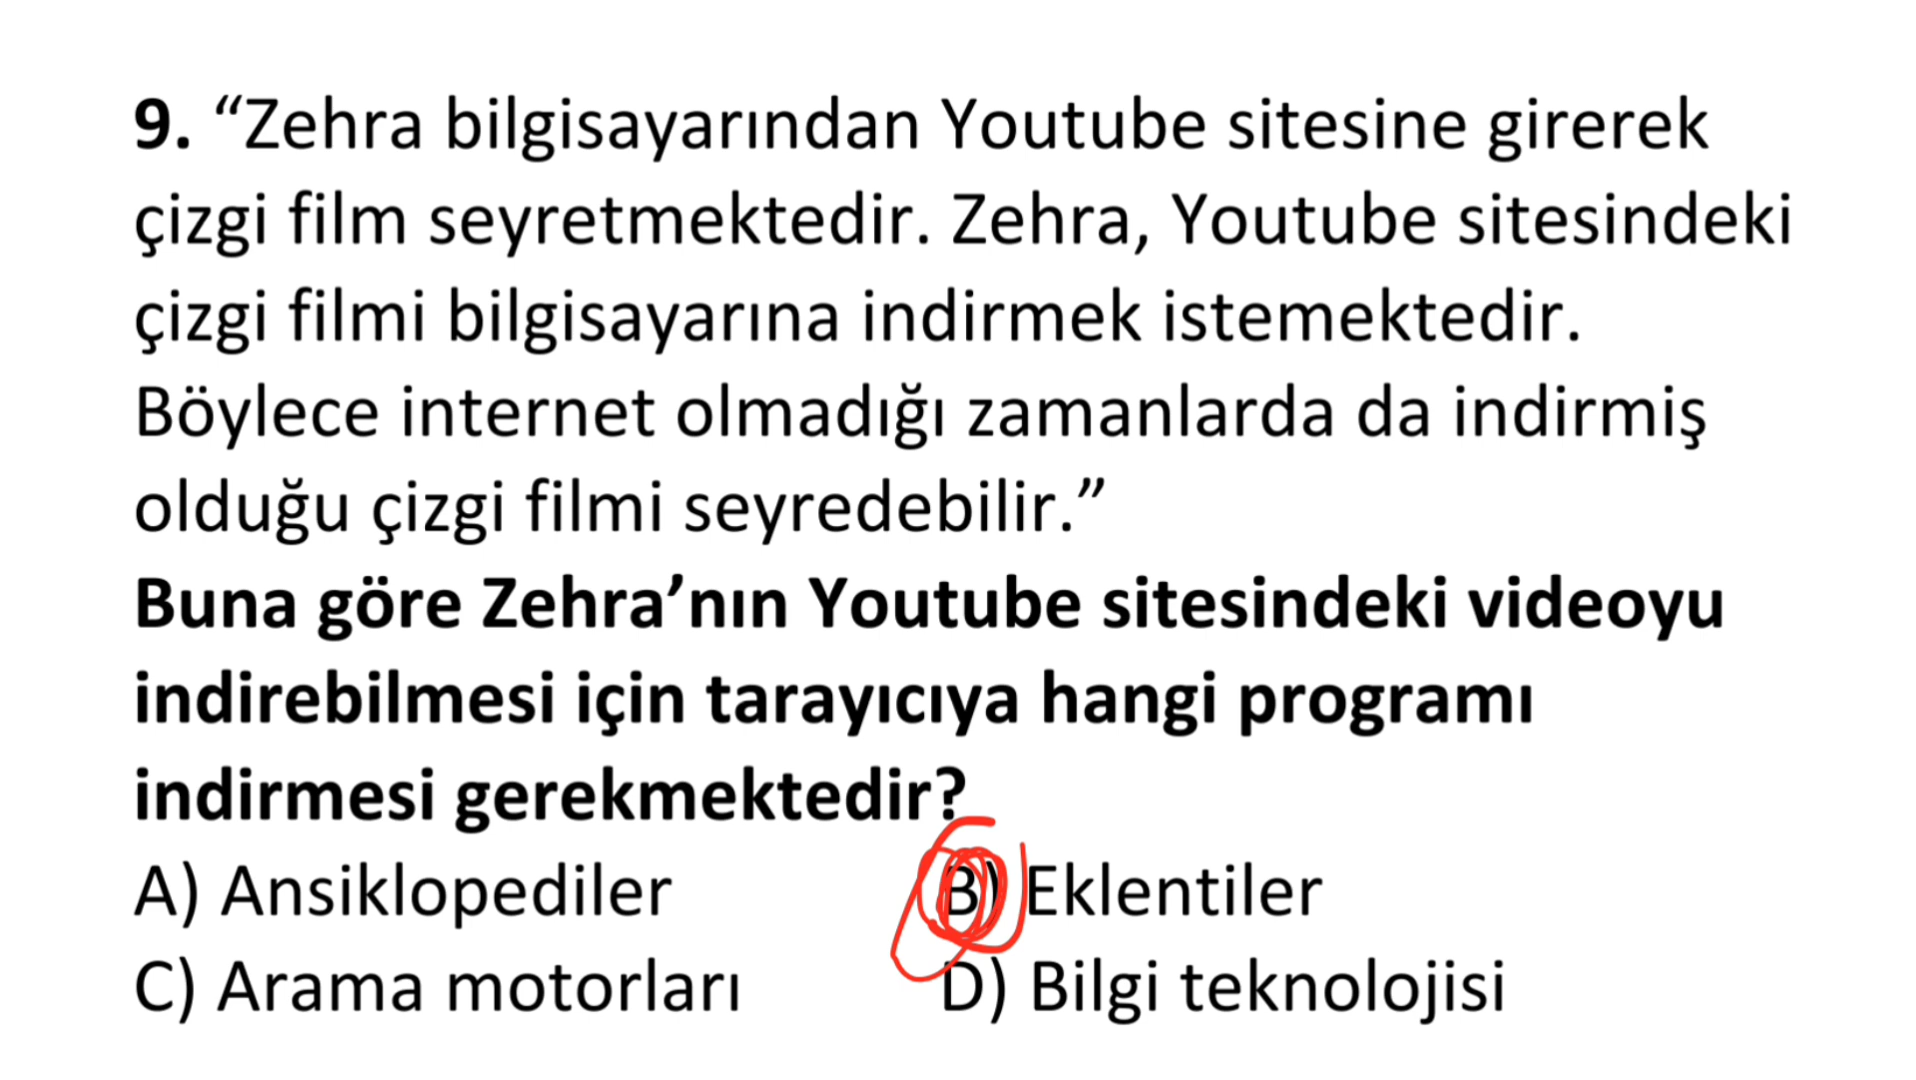 9. “Zehra bilgisayarından Youtube sitesine girerek
çizgi film seyretmektedir. Zehra, Youtube sitesindeki
çizgi filmi bilgisayarına indirmek istemektedir.
Böylece internet olmadığı zamanlarda da indirmiş
olduğu çizgi filmi seyredebilir.”
Buna göre Zehra’nın Youtube sitesindeki videoyu
indirebilmesi için tarayıcıya hangi programı
indirmesi gerekmektedir?
A) Ansiklopediler B) Eklentiler
C) Arama motorları D) Bilgi teknolojisi